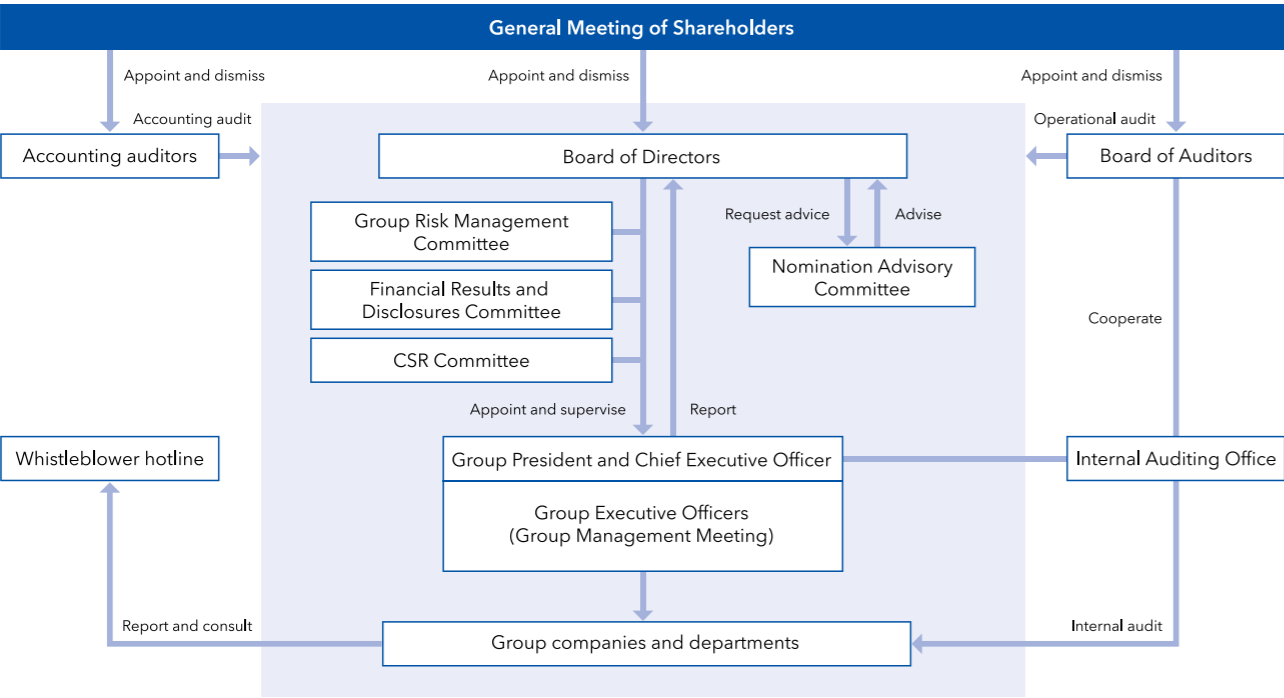 General Meeting of Shareholders
Appoint and dismiss
Appoint and dismiss
Appoint and dismiss
Accounting audit
Operational audit
Accounting auditors
Board of Directors
Board of Auditors
Request advice
Advise
Group Risk Management
Committee
Nomination Advisory
Committee
Financial Results and
Disclosures Committee
Cooperate
CSR Committee
Appoint and supervise
Report
Whistleblower hotline
Group President and Chief Executive Officer
Internal Auditing Office
Group Executive Officers
(Group Management Meeting)
Report and consult
Internal audit
Group companies and departments